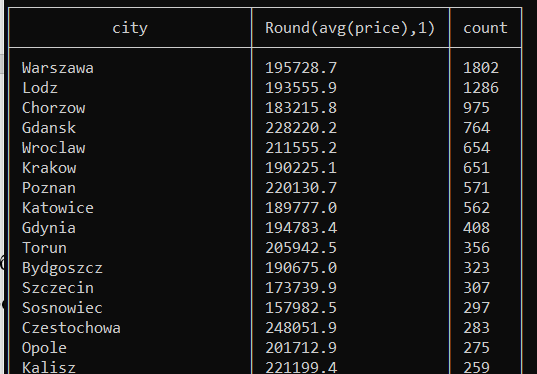 city Round(avg(price),1) count
Warszawa 195728.7 1802
Lodz 193555.9 1286
Chorzow 183215.8 975
Gdansk 228220.2 764
Wroclaw 211555.2 654
Krakow 190225.1 651
Poznan 220130.7 571
Katowice 189777.0 562
Gdynia 194783.4 408
Torun 205942.5 356
Bydgoszcz 190675.0 323
Szczecin 173739.9 307
Sosnowiec 157982.5 297
Czestochowa 248051.9 283
Opole 201712.9 275
Kalisz 221199.4 259